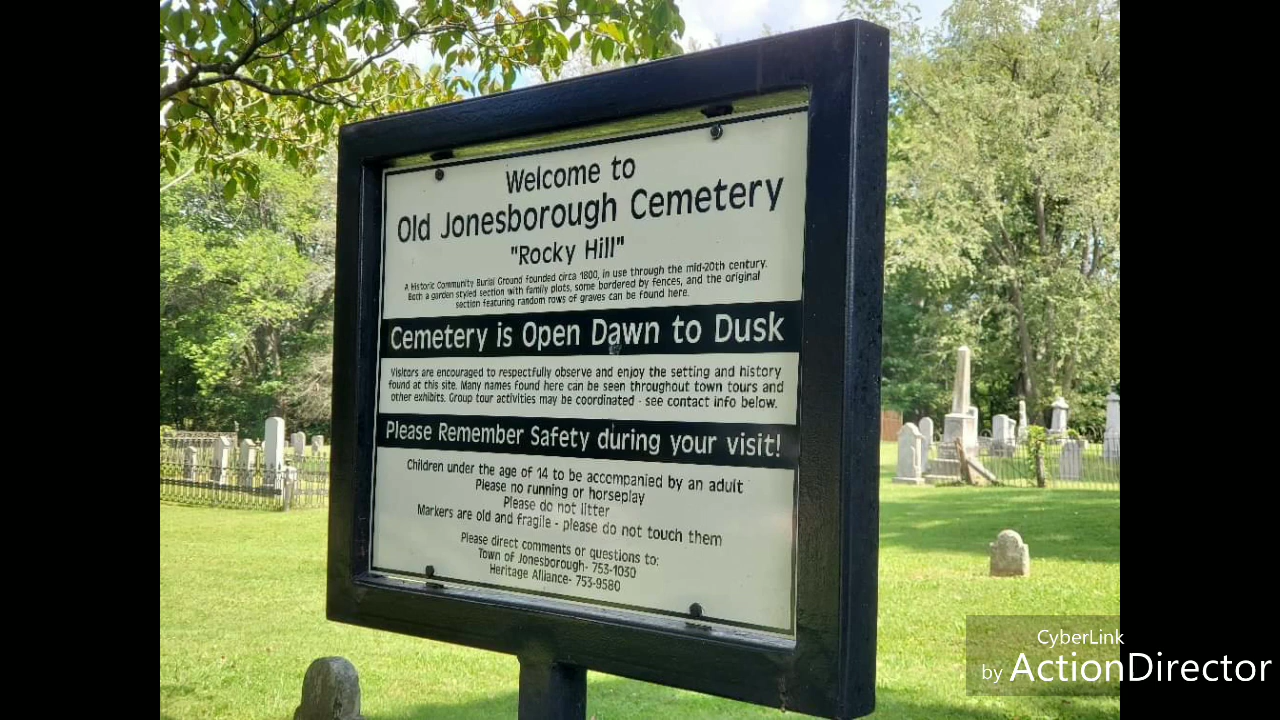 Welcome to
Old Jonesborough Cemetery
"Rocky Hill"
A Historic Community Burial Ground founded circa 1800, in use through the mid-20th century.
Both a garden styled section with family plots, some bordered by fences, and the original
section featuring random rows of graves can be found here.
Cemetery is Open Dawn to Dusk
Visitors are encouraged to respectfully observe and enjoy the setting and history
found at this site. Many names found here can be seen throughout town tours and
other exhibits. Group tour activities may be coordinated - see contact info below.
Please Remember Safety during your visit!
Children under the age of 14 to be accompanied by an adult
Please no running or horseplay
Please do not litter
Markers are old and fragile - please do not touch them
Please direct comments or questions to:
Town of Jonesborough- 753-1030
Heritage Alliance- 753-9580
CyberLink
by ActionDirector